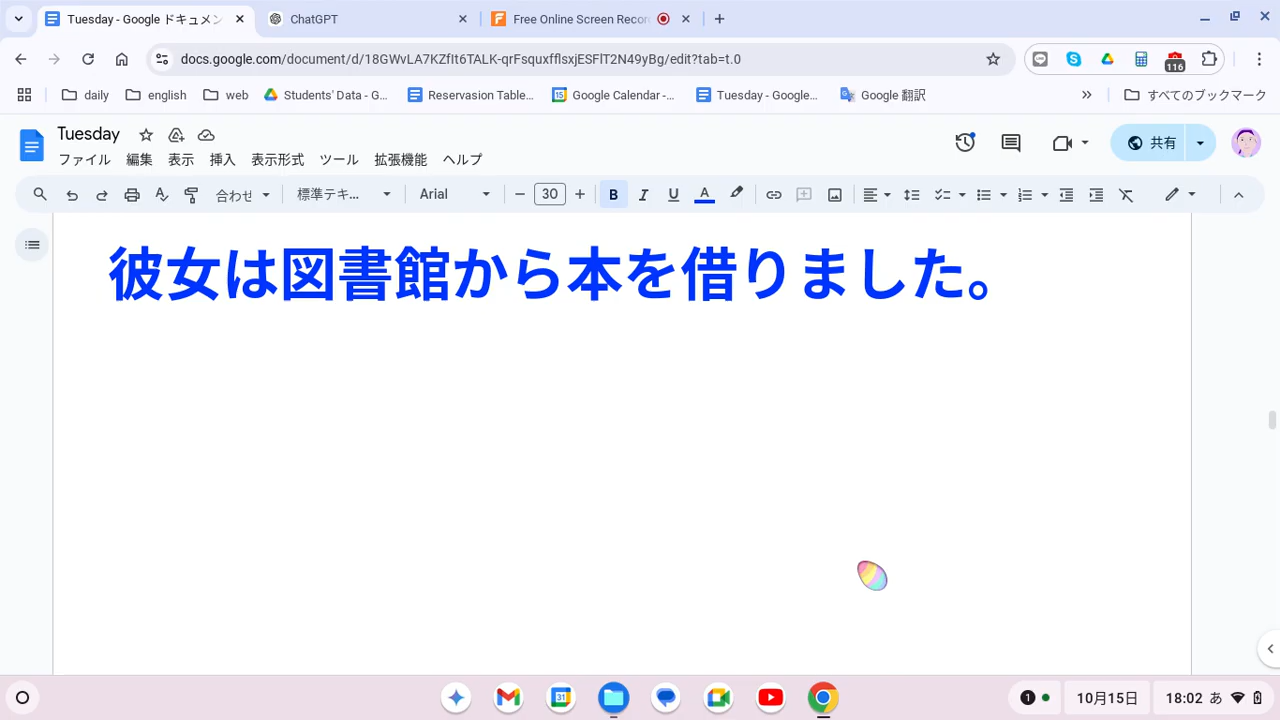 Tuesday - Google ドキュメン
ChatGPT
Free Online Screen Recor
docs.google.com/document/d/18GWvLA7KZfIt6TALK-qrFsquxfflsxjESFlT2N49yBg/edit?tab=t.0
116
daily
english
web
Students' Data - G...
Reservasion Table...
Google Calendar -...
Tuesday - Google...
Google 翻訳
すべてのブックマーク
Tuesday
共有
ファイル 編集 表示 挿入 表示形式 ツール 拡張機能 ヘルプ
合わせ
標準テキ...
Arial
30
B I U A
彼女は図書館から本を借りました。
31
1
10月15日
18:02 あ